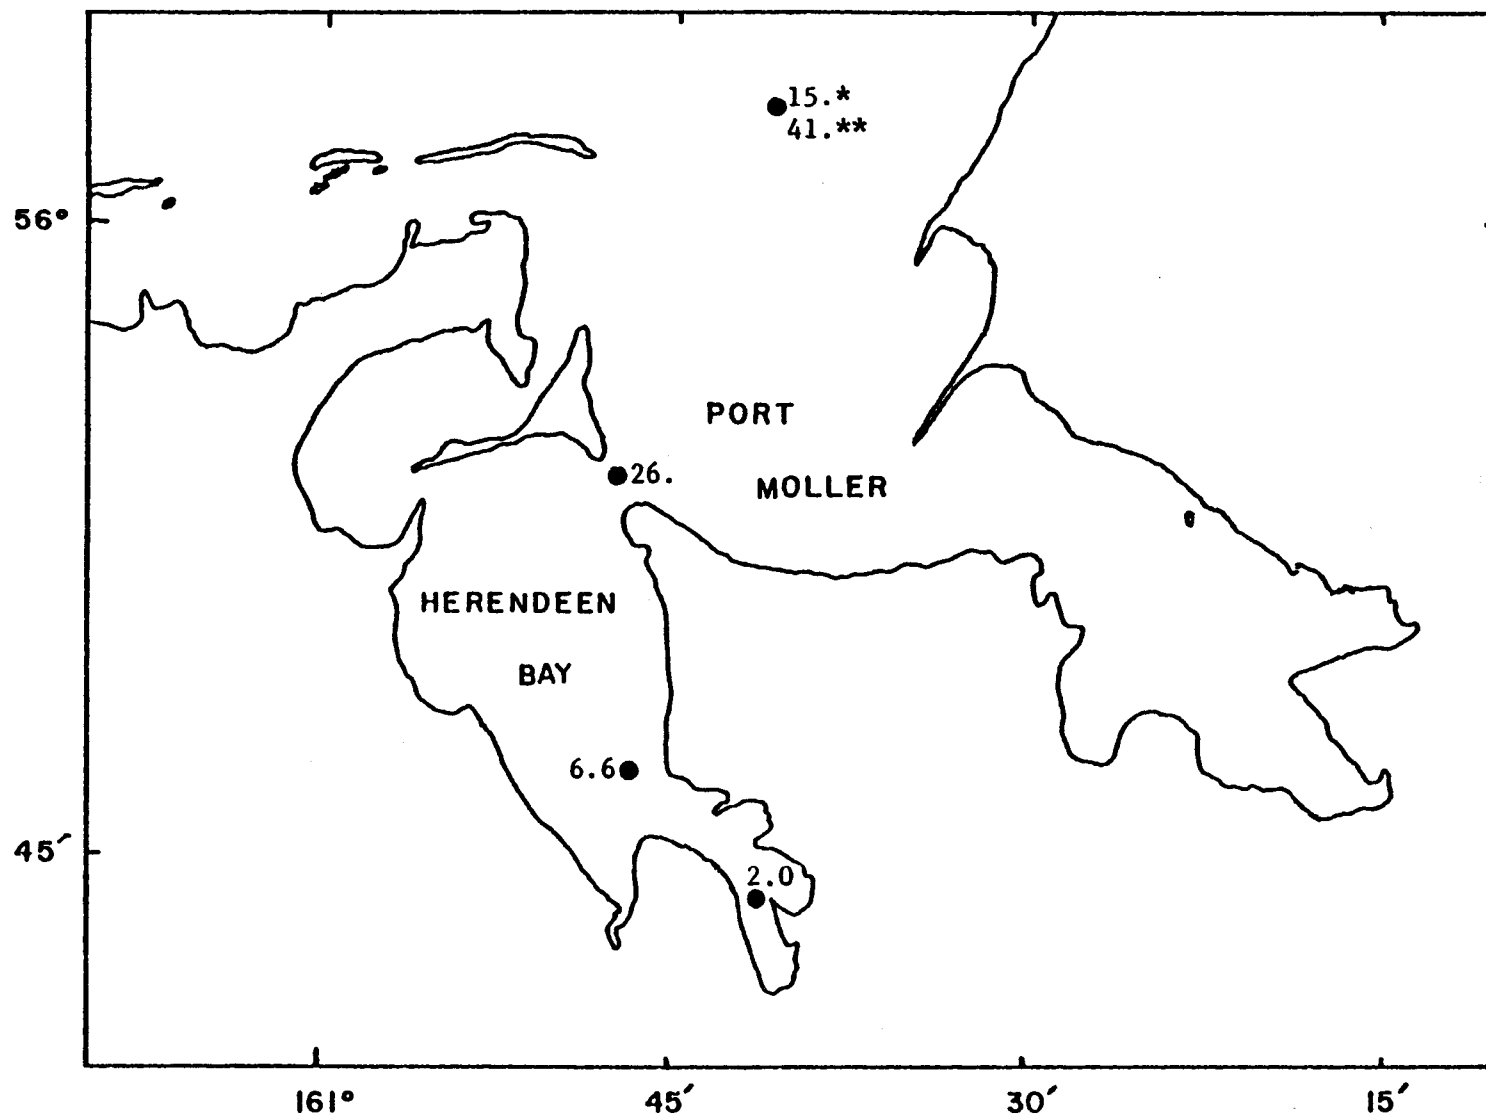 15.*
41.**
56°
PORT
MOLLER
26.
HERENDEEN
BAY
6.6
45′
2.0
161° 45′ 30′ 15′